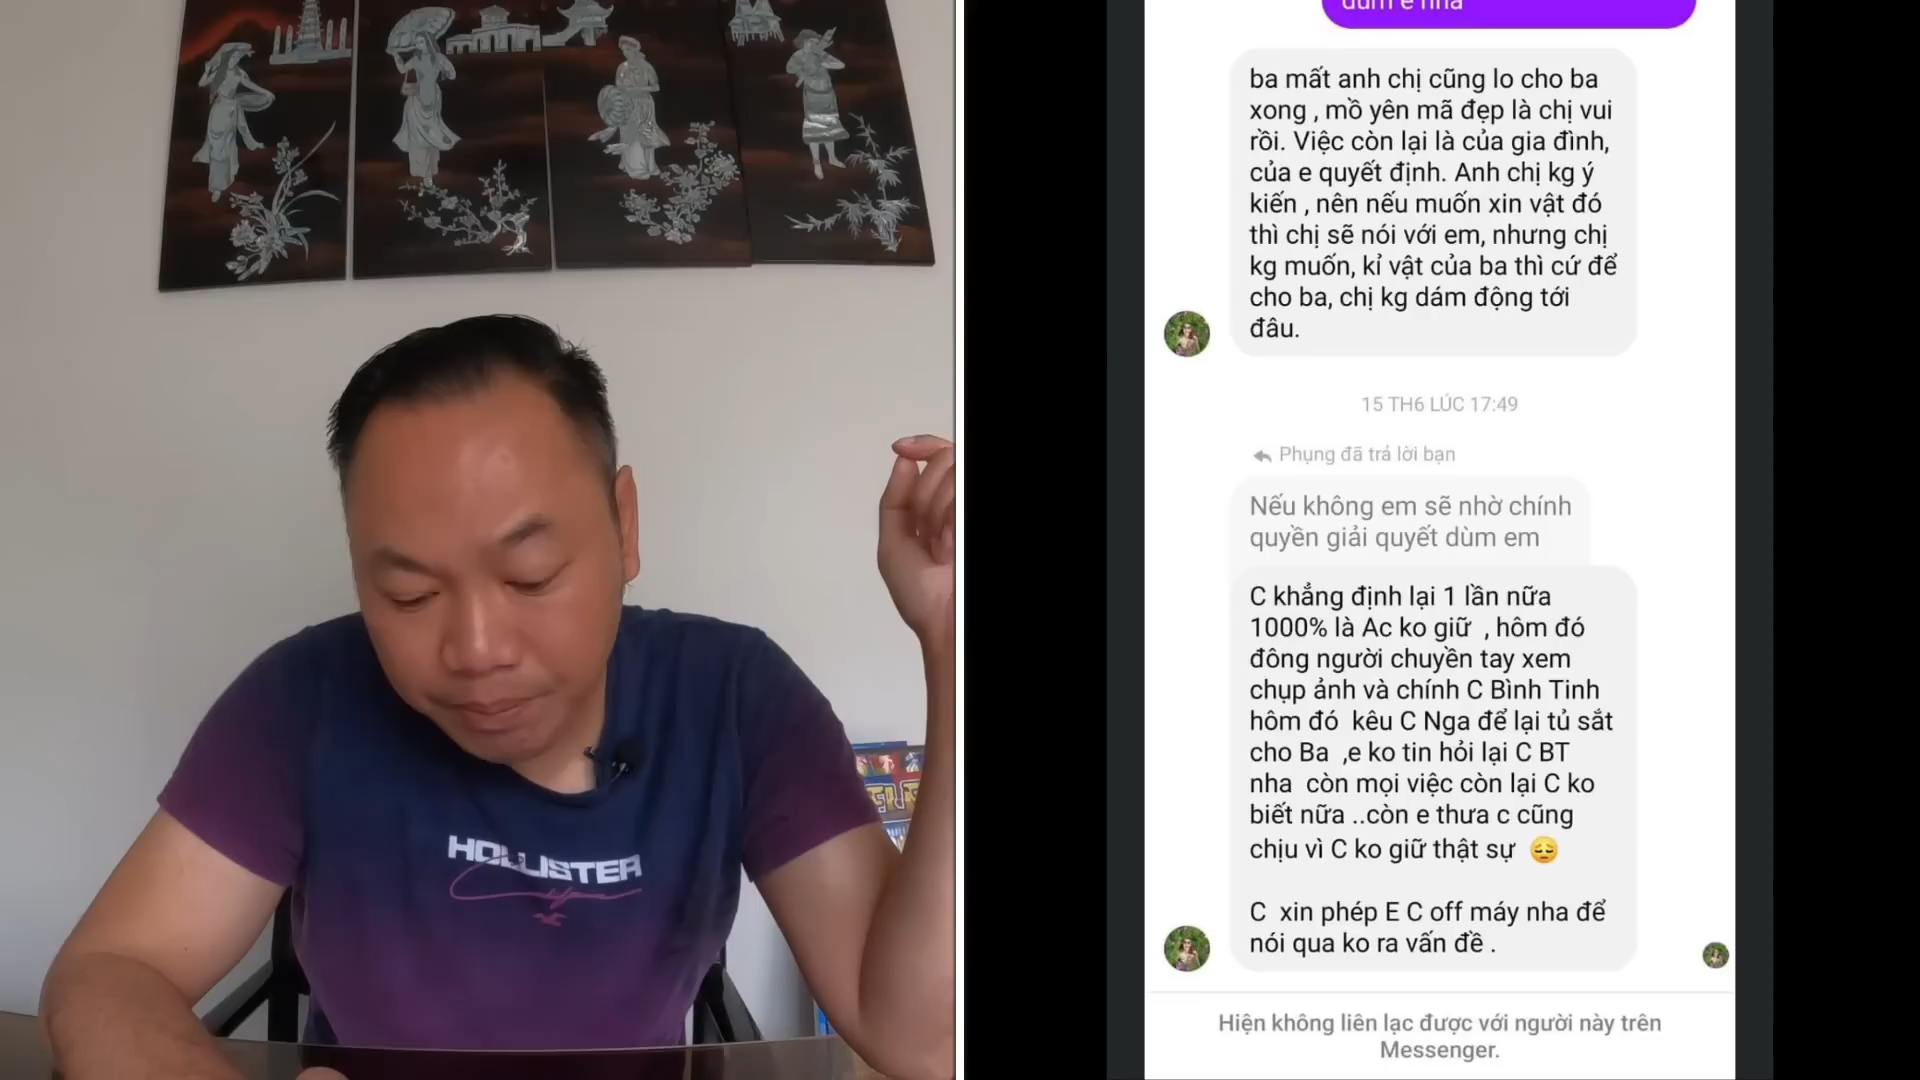 HOLLISTER
dùm e nha
ba mất anh chị cũng lo cho ba
xong , mồ yên mã đẹp là chị vui
rồi. Việc còn lại là của gia đình,
của e quyết định. Anh chị kg ý
kiến , nên nếu muốn xin vật đó
thì chị sẽ nói với em, nhưng chị
kg muốn, kỉ vật của ba thì cứ để
cho ba, chị kg dám động tới
đâu.
15 TH6 LÚC 17:49
Phụng đã trả lời bạn
Nếu không em sẽ nhờ chính
quyền giải quyết dùm em
C khẳng định lại 1 lần nữa
1000% là Ac ko giữ , hôm đó
đông người chuyền tay xem
chụp ảnh và chính C Bình Tinh
hôm đó kêu C Nga để lại tủ sắt
cho Ba ,e ko tin hỏi lại C BT
nha còn mọi việc còn lại C ko
biết nữa ..còn e thưa c cũng
chịu vì C ko giữ thật sự 😔
C xin phép E C off máy nha để
nói qua ko ra vấn đề .
Hiện không liên lạc được với người này trên
Messenger.